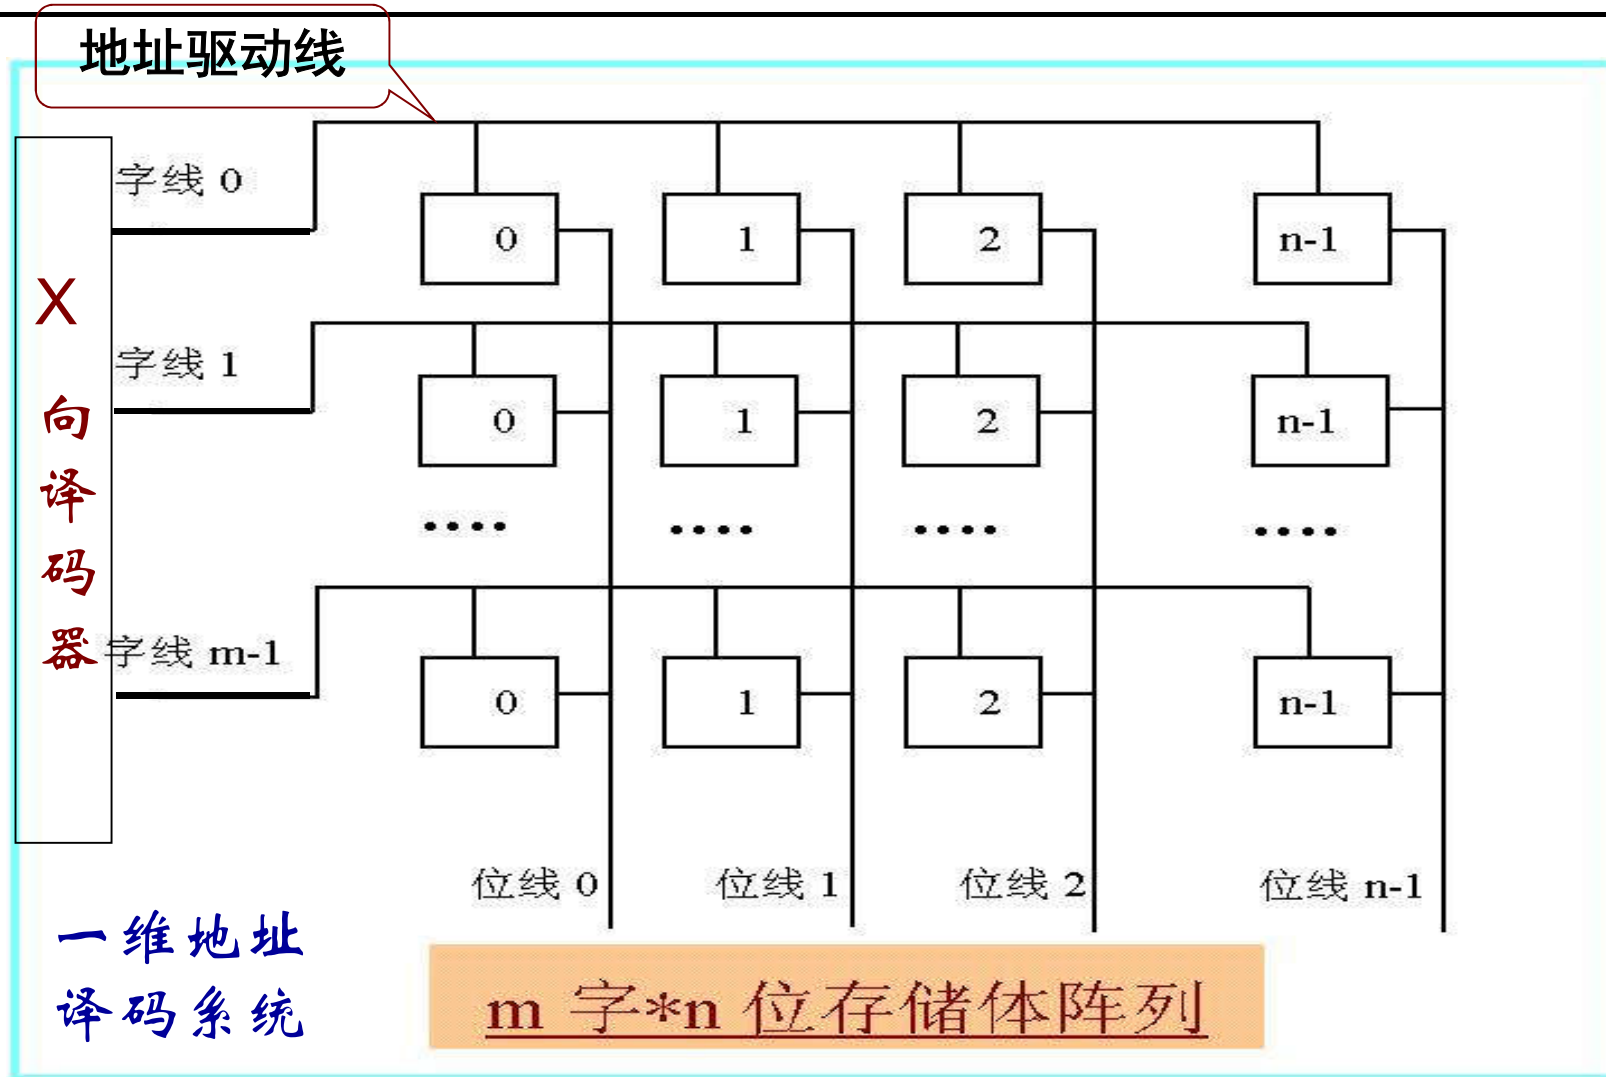 地址驱动线
字线 0
0 1 2 n-1
X
向
译
码
器
字线 1
0 1 2 n-1
•••• •••• •••• ••••
字线 m-1
0 1 2 n-1
位线 0 位线 1 位线 2 位线 n-1
一维地址
译码系统
m 字*n 位存储体阵列